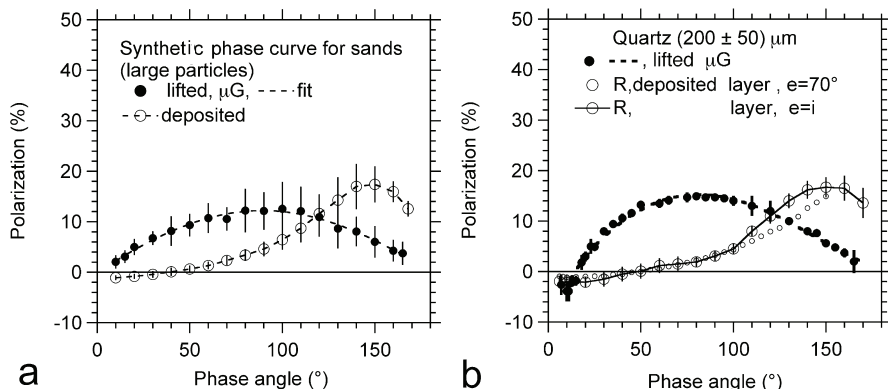 50
40
30
20
10
0
-10
Polarization (%)
Synthetic phase curve for sands
(large particles)
lifted, μG, fit
deposited
0
50
100
150
Phase angle (°)
a
50
40
30
20
10
0
-10
Polarization (%)
Quartz (200 ± 50) μm
, lifted μG
R,deposited layer , e=70°
R, layer, e=i
0
50
100
150
Phase angle (°)
b